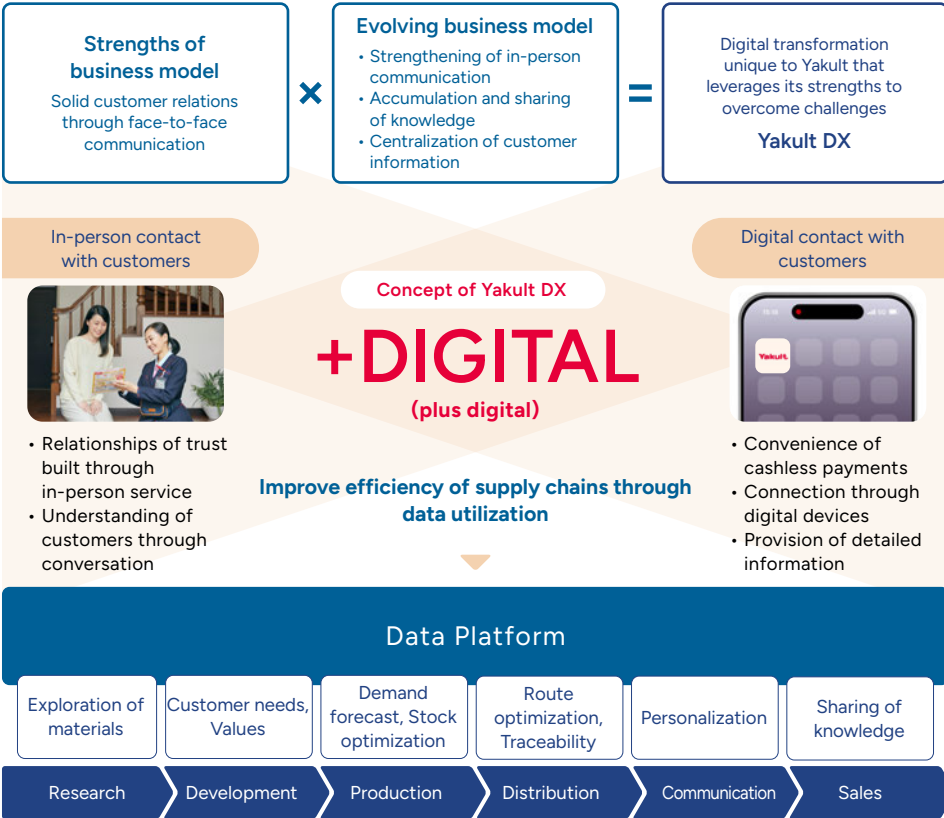 Strengths of
business model
Solid customer relations
through face-to-face
communication
×
Evolving business model
• Strengthening of in-person
communication
• Accumulation and sharing
of knowledge
• Centralization of customer
information
=
Digital transformation
unique to Yakult that
leverages its strengths to
overcome challenges
Yakult DX
In-person contact
with customers
• Relationships of trust
built through
in-person service
• Understanding of
customers through
conversation
Concept of Yakult DX
+DIGITAL
(plus digital)
Improve efficiency of supply chains through
data utilization
Digital contact with
customers
Yakult
• Convenience of
cashless payments
• Connection through
digital devices
• Provision of detailed
information
Data Platform
Exploration of
materials
Customer needs,
Values
Demand
forecast, Stock
optimization
Route
optimization,
Traceability
Personalization
Sharing of
knowledge
Research
Development
Production
Distribution
Communication
Sales